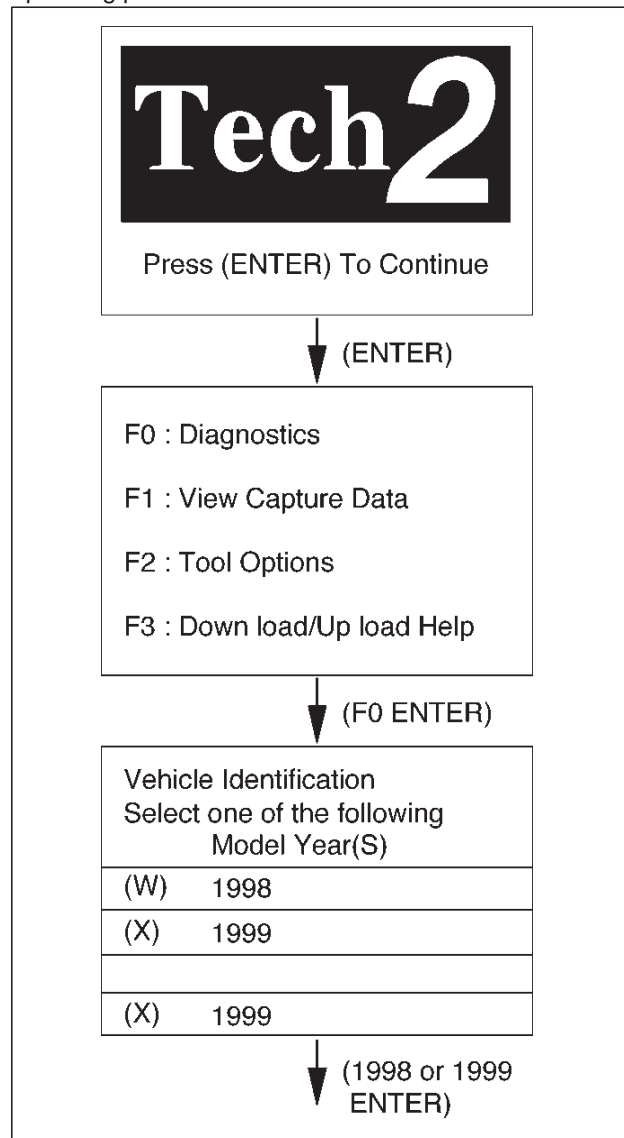 Tech 2
Press (ENTER) To Continue
(ENTER)
F0 : Diagnostics
F1 : View Capture Data
F2 : Tool Options
F3 : Down load/Up load Help
(F0 ENTER)
Vehicle Identification
Select one of the following
Model Year(S)
(W) 1998
(X) 1999
(X) 1999
(1998 or 1999
ENTER)